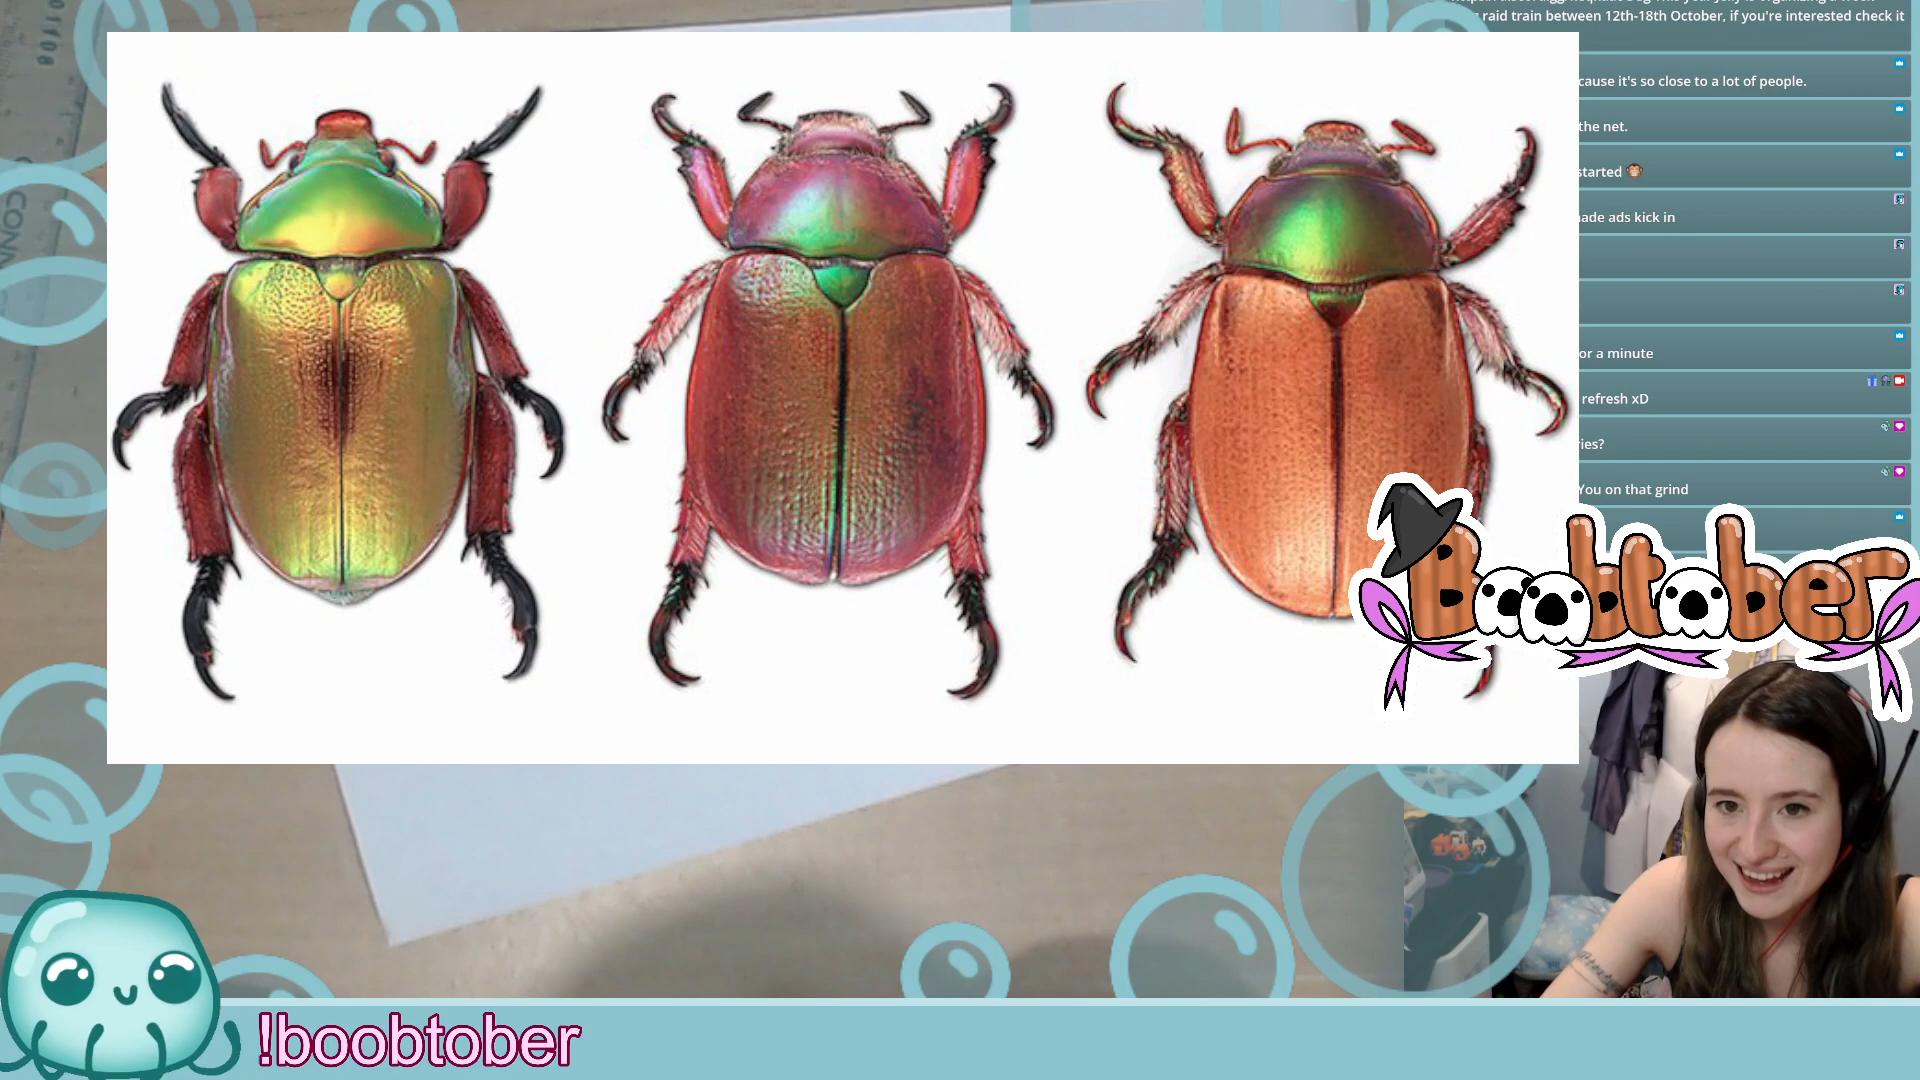 raid train between 12th-18th October, if you're interested check it
cause it's so close to a lot of people.
the net.
started
ade ads kick in
or a minute
refresh xD
ries?
You on that grind
Boobtober
!boobtober